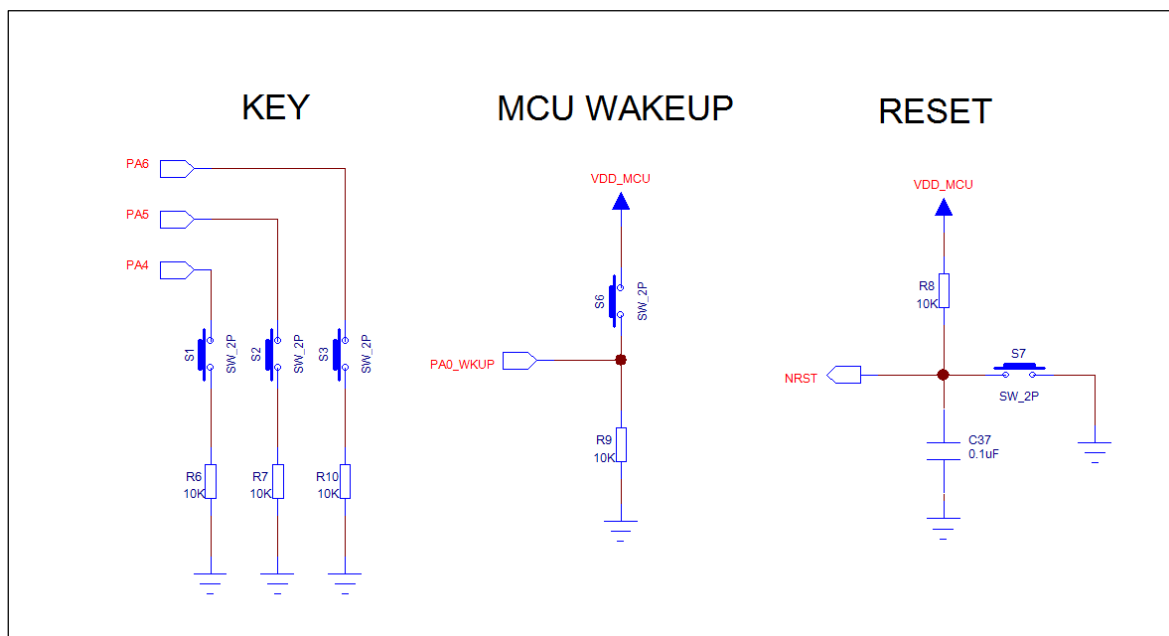 KEY
PA6
PA5
PA4
S1
SW_2P
S2
SW_2P
S3
SW_2P
R6
10K
R7
10K
R10
10K
MCU WAKEUP
VDD_MCU
S6
SW_2P
PA0_WKUP
R9
10K
RESET
VDD_MCU
R8
10K
NRST
S7
SW_2P
C37
0.1uF